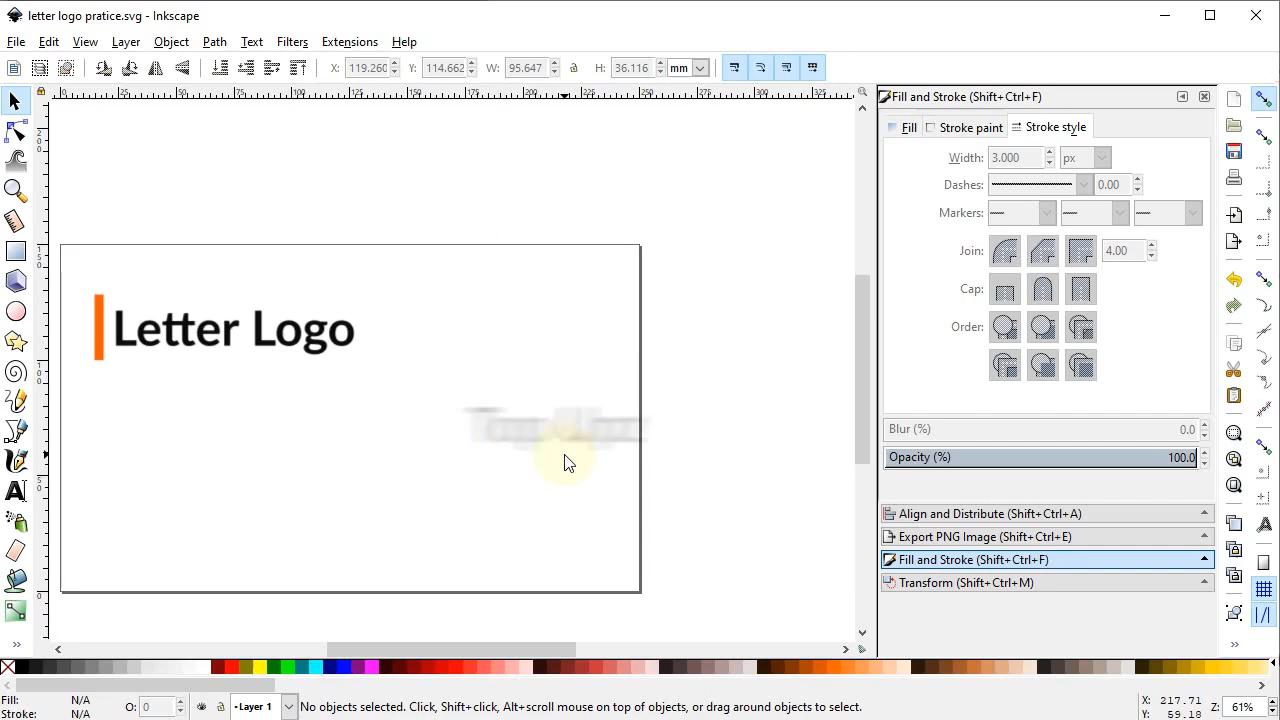 letter logo pratice.svg - Inkscape
File Edit View Layer Object Path Text Filters Extensions Help
X: 119.260 Y: 114.662 W: 95.647 H: 36.116 mm
Fill and Stroke (Shift+Ctrl+F)
Fill Stroke paint Stroke style
Width: 3.000 px
Dashes: 0.00
Markers:
Join: 4.00
Cap:
Order:
Letter Logo
Blur (%) 0.0
Opacity (%) 100.0
Align and Distribute (Shift+Ctrl+A)
Export PNG Image (Shift+Ctrl+E)
Fill and Stroke (Shift+Ctrl+F)
Transform (Shift+Ctrl+M)
Fill: N/A
Stroke: N/A
O: 0
Layer 1
No objects selected. Click, Shift+click, Alt+scroll mouse on top of objects, or drag around objects to select.
X: 217.71
Y: 59.18
Z: 61%